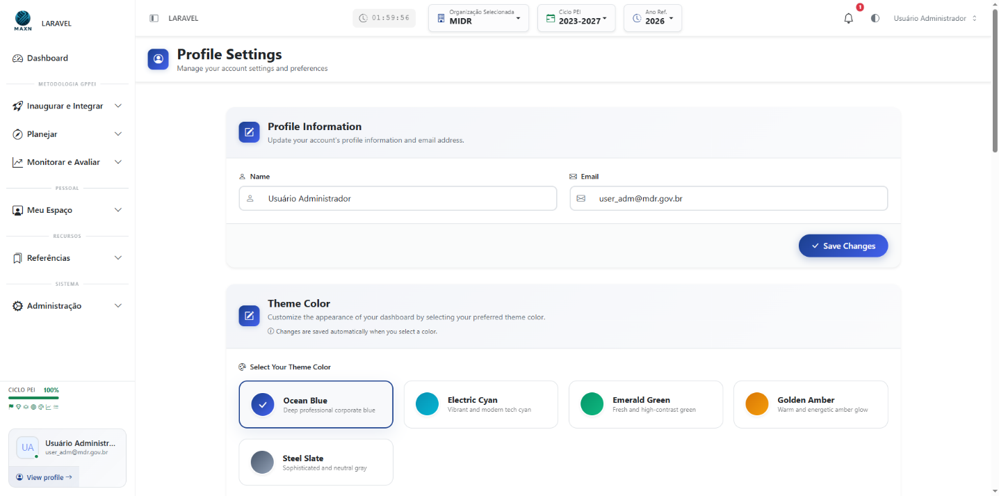 MAXN
LARAVEL
Dashboard
METODOLOGIA GPPEI
Inaugurar e Integrar
Planejar
Monitorar e Avaliar
PESSOAL
Meu Espaço
RECURSOS
Referências
SISTEMA
Administração
CICLO PEI 100%
UA
Usuário Administr...
user_adm@mdr.gov.br
View profile
LARAVEL
01:59:56
Organização Selecionada
MIDR
Ciclo PEI
2023-2027
Ano Ref.
2026
1
Usuário Administrador
Profile Settings
Manage your account settings and preferences
Profile Information
Update your account's profile information and email address.
Name
Usuário Administrador
Email
user_adm@mdr.gov.br
Save Changes
Theme Color
Customize the appearance of your dashboard by selecting your preferred theme color.
Changes are saved automatically when you select a color.
Select Your Theme Color
Ocean Blue
Deep professional corporate blue
Electric Cyan
Vibrant and modern tech cyan
Emerald Green
Fresh and high-contrast green
Golden Amber
Warm and energetic amber glow
Steel Slate
Sophisticated and neutral gray